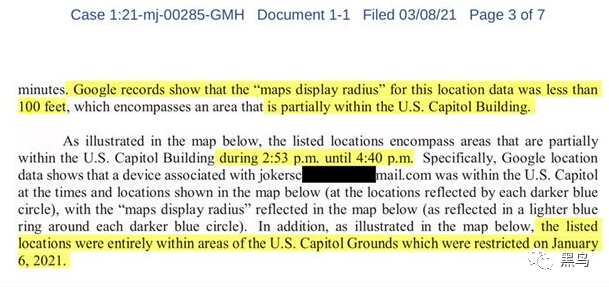 Case 1:21-mj-00285-GMH Document 1-1 Filed 03/08/21 Page 3 of 7
minutes. Google records show that the “maps display radius” for this location data was less than
100 feet, which encompasses an area that is partially within the U.S. Capitol Building.
As illustrated in the map below, the listed locations encompass areas that are partially
within the U.S. Capitol Building during 2:53 p.m. until 4:40 p.m. Specifically, Google location
data shows that a device associated with jokersc mail.com was within the U.S. Capitol
at the times and locations shown in the map below (at the locations reflected by each darker blue
circle), with the “maps display radius” reflected in the map below (as reflected in a lighter blue
ring around each darker blue circle). In addition, as illustrated in the map below, the listed
locations were entirely within areas of the U.S. Capitol Grounds which were restricted on January
6, 2021.
黑鸟